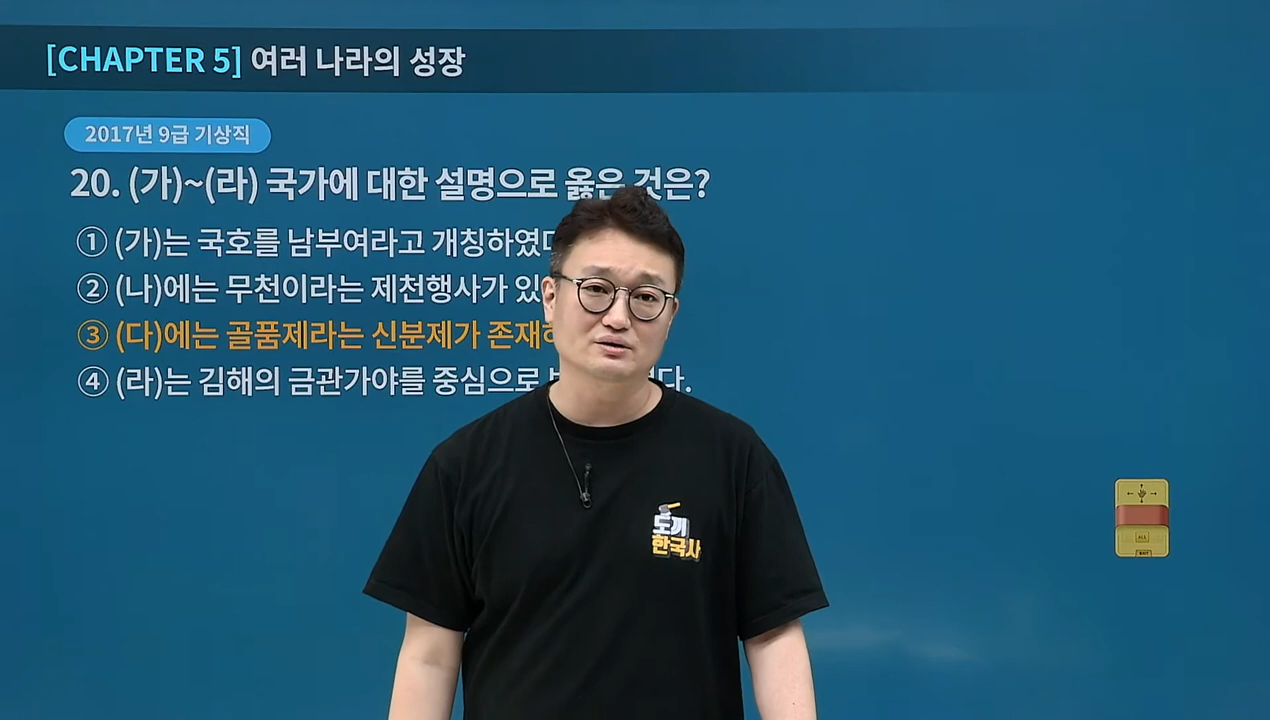 [CHAPTER 5] 여러 나라의 성장
2017년 9급 기상직
20. (가)~(라) 국가에 대한 설명으로 옳은 것은?
① (가)는 국호를 남부여라고 개칭하였
② (나)에는 무천이라는 제천행사가 있
③ (다)에는 골품제라는 신분제가 존재
④ (라)는 김해의 금관가야를 중심으로 다.
도끼
한국사
ALL
EXIT